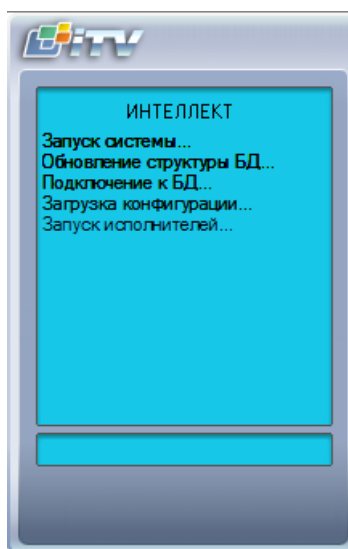 iTV
ИНТЕЛЛЕКТ
Запуск системы...
Обновление структуры БД...
Подключение к БД...
Загрузка конфигурации...
Запуск исполнителей...